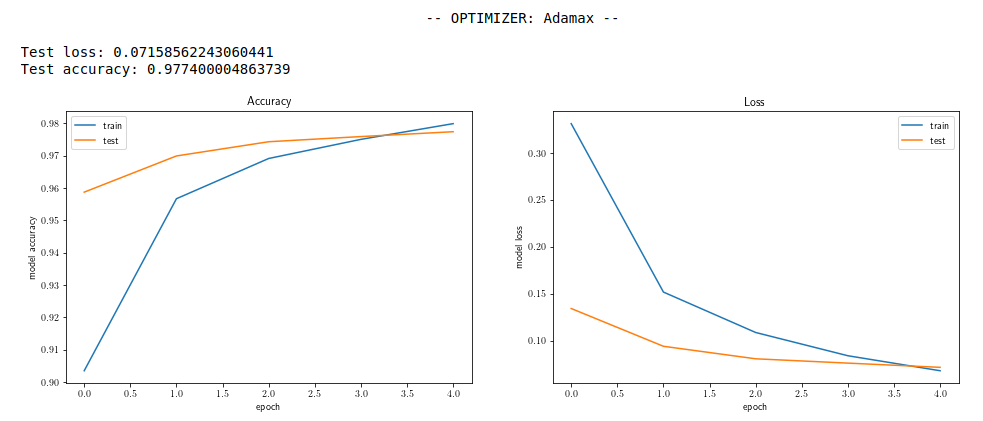 -- OPTIMIZER: Adamax --
Test loss: 0.07158562243060441
Test accuracy: 0.977400004863739
Accuracy
train
test
0.98
0.97
0.96
0.95
0.94
0.93
0.92
0.91
0.90
model accuracy
0.0 0.5 1.0 1.5 2.0 2.5 3.0 3.5 4.0
epoch
Loss
train
test
0.30
0.25
0.20
0.15
0.10
model loss
0.0 0.5 1.0 1.5 2.0 2.5 3.0 3.5 4.0
epoch